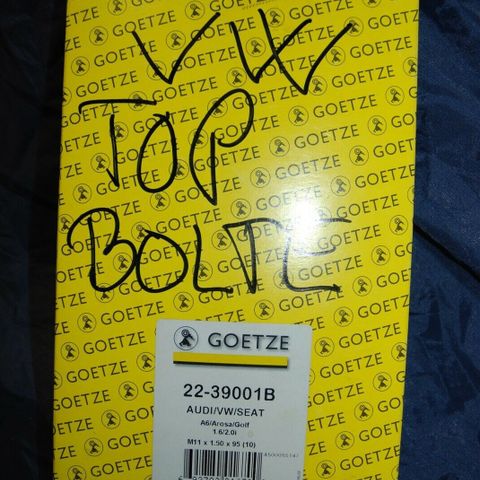 VW
TOP
BOLTE
GOETZE
22-39001B
AUDI/VW/SEAT
A6/Arosa/Golf
1.6/2.0i
M11 x 1.50 x 95 (10)